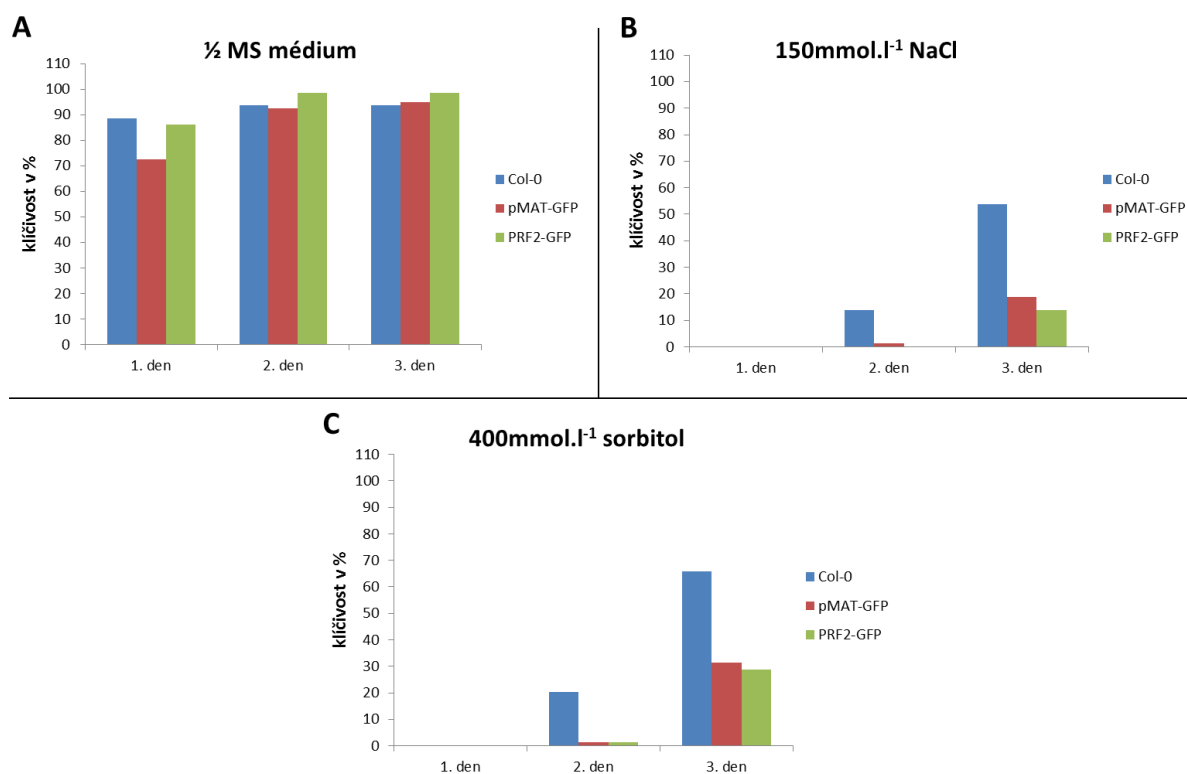 A
½ MS médium
klíčivost v %
110
100
90
80
70
60
50
40
30
20
10
0
1. den 2. den 3. den
Col-0
pMAT-GFP
PRF2-GFP
B
150mmol.l⁻¹ NaCl
klíčivost v %
110
100
90
80
70
60
50
40
30
20
10
0
1. den 2. den 3. den
Col-0
pMAT-GFP
PRF2-GFP
C
400mmol.l⁻¹ sorbitol
klíčivost v %
110
100
90
80
70
60
50
40
30
20
10
0
1. den 2. den 3. den
Col-0
pMAT-GFP
PRF2-GFP